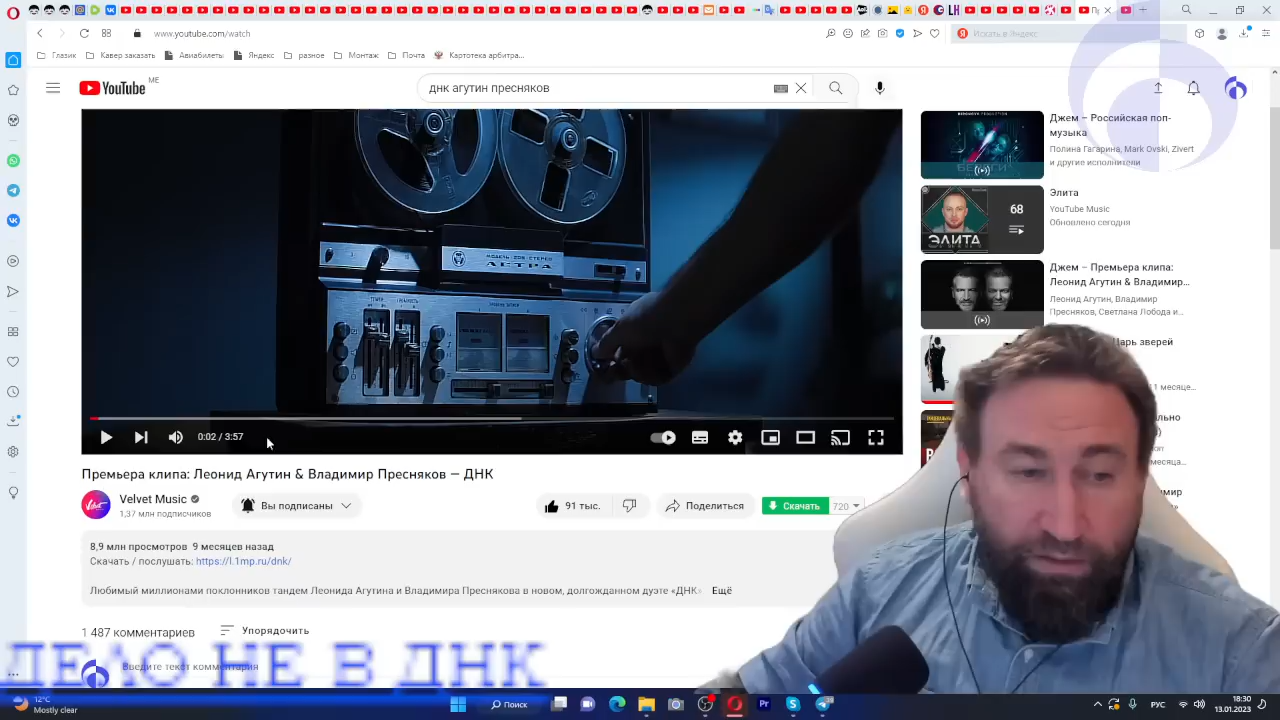 www.youtube.com/watch
Искать в Яндекс
Глазик
Кавер заказать
Авиабилеты
Яндекс
разное
Монтаж
Почта
Картотека арбитра...
YouTube
ME
днк агутин пресняков
АСТРА
0:02 / 3:57
Премьера клипа: Леонид Агутин & Владимир Пресняков — ДНК
Velvet Music
1,37 млн подписчиков
Вы подписаны
91 тыс.
Поделиться
Скачать
720
8,9 млн просмотров 9 месяцев назад
Скачать / послушать: https://l.1mp.ru/dnk/
Любимый миллионами поклонников тандем Леонида Агутина и Владимира Преснякова в новом, долгожданном дуэте «ДНК»
Ещё
1 487 комментариев
Упорядочить
Введите текст комментария
ДЕЛО НЕ В ДНК
Джем – Российская поп-
музыка
Полина Гагарина, Mark Ovski, Zivert
и другие исполнители
Элита
YouTube Music
Обновлено сегодня
68
ЭЛИТА
Джем – Премьера клипа:
Леонид Агутин & Владимир...
Леонид Агутин, Владимир
Пресняков, Светлана Лобода и...
Царь зверей
12°C
Mostly clear
Поиск
РУС
18:30
13.01.2023